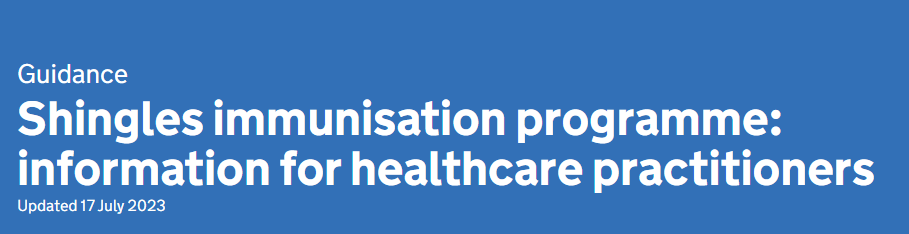 Guidance
Shingles immunisation programme:
information for healthcare practitioners
Updated 17 July 2023